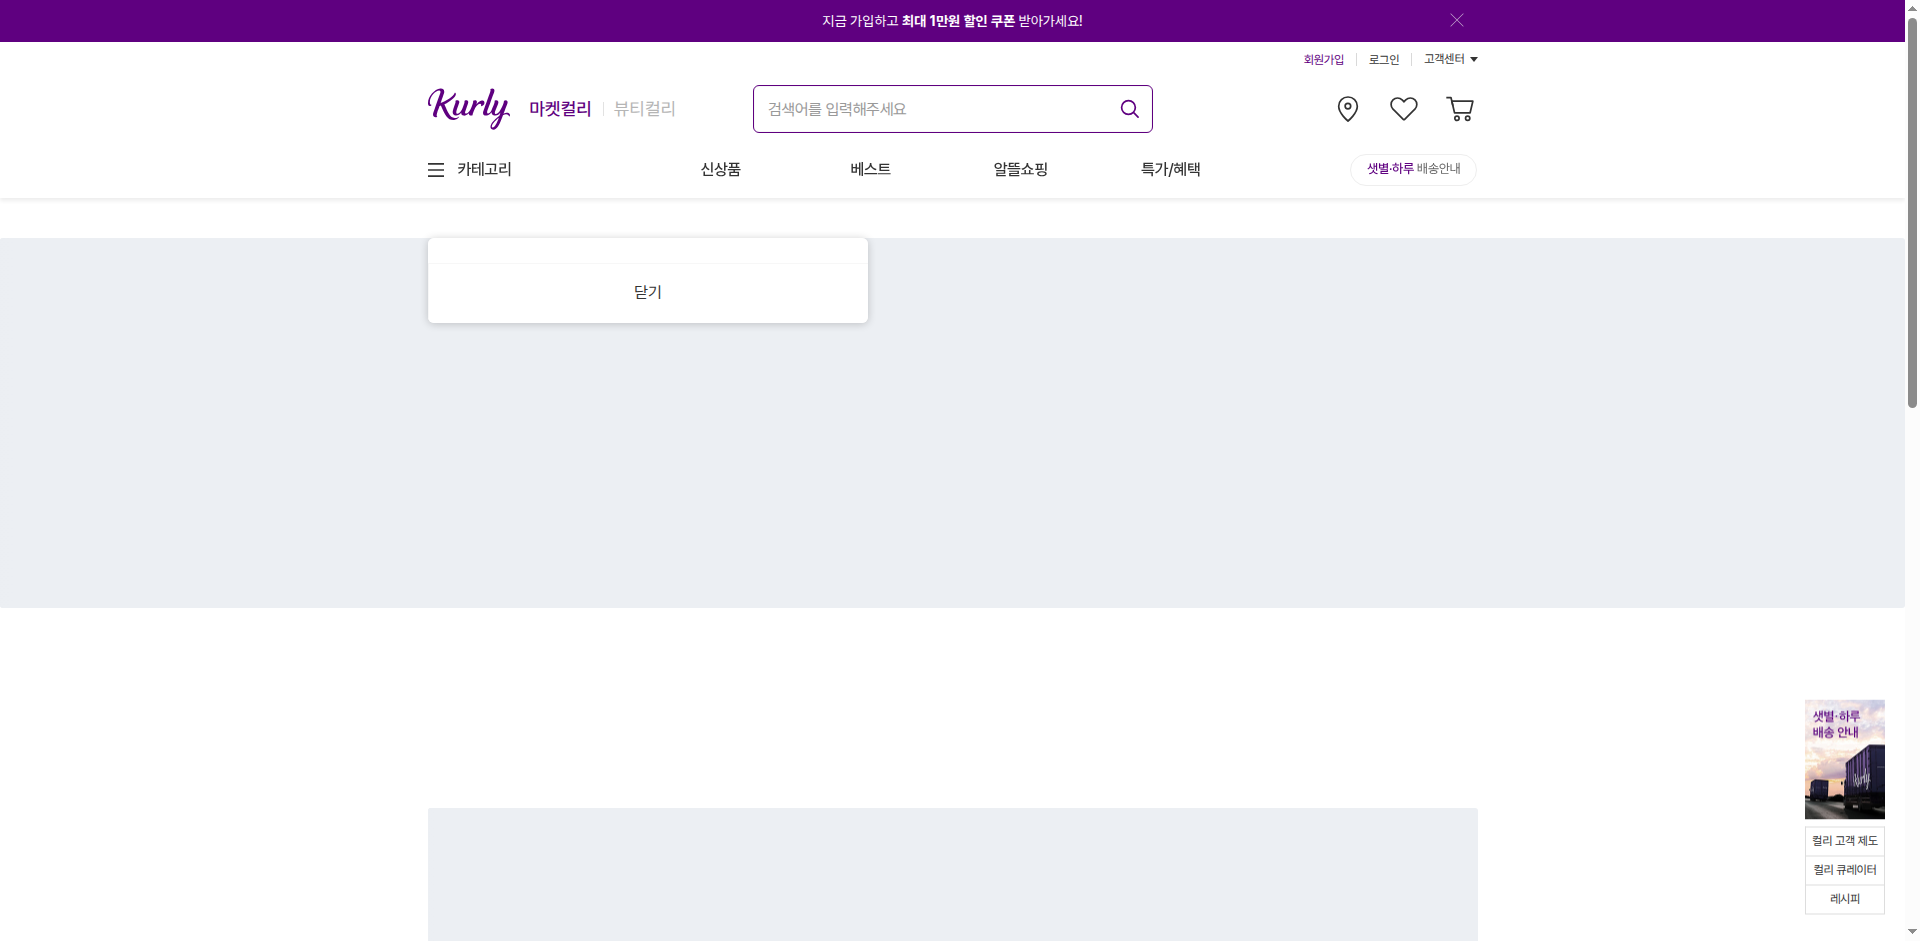 지금 가입하고 최대 1만원 할인 쿠폰 받아가세요!
회원가입 로그인 고객센터
Kurly 마켓컬리 뷰티컬리
검색어를 입력해주세요
카테고리 신상품 베스트 알뜰쇼핑 특가/혜택 샛별·하루 배송안내
닫기
샛별·하루
배송 안내
Kurly
컬리 고객 제도
컬리 큐레이터
레시피